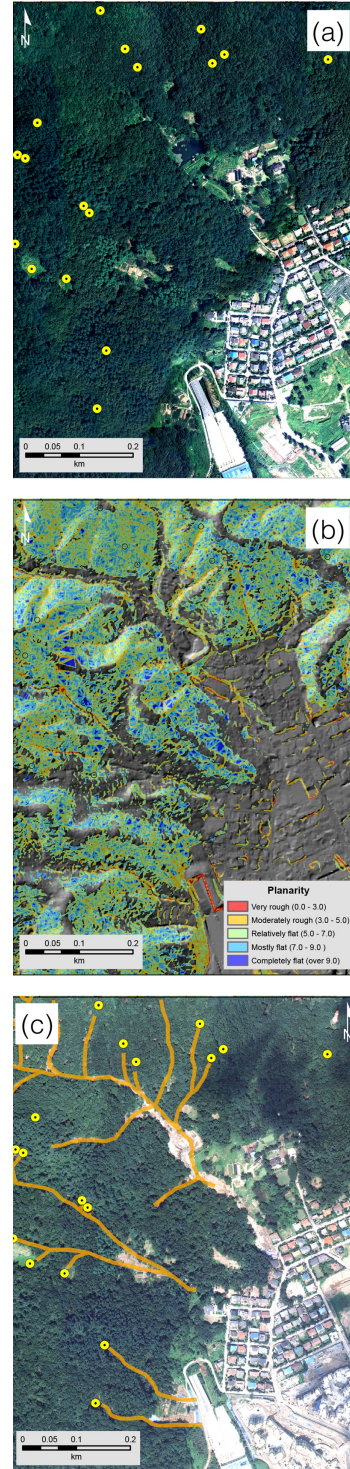 (a)
N
0 0.05 0.1 0.2
km
(b)
N
0 0.05 0.1 0.2
km
Planarity
Very rough (0.0 - 3.0)
Moderately rough (3.0 - 5.0)
Relatively flat (5.0 - 7.0)
Mostly flat (7.0 - 9.0 )
Completely flat (over 9.0)
(c)
N
0 0.05 0.1 0.2
km